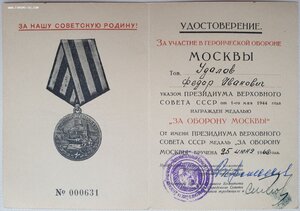 ЗА НАШУ СОВЕТСКУЮ РОДИНУ!
№ 000631
УДОСТОВЕРЕНИЕ.
ЗА УЧАСТИЕ В ГЕРОИЧЕСКОЙ ОБОРОНЕ
МОСКВЫ
Тов. Удалов
Федор Иванович
УКАЗОМ ПРЕЗИДИУМА ВЕРХОВНОГО
СОВЕТА СССР от 1-го мая 1944 года
НАГРАЖДЕН МЕДАЛЬЮ
„ЗА ОБОРОНУ МОСКВЫ“
ОТ ИМЕНИ ПРЕЗИДИУМА ВЕРХОВНОГО
СОВЕТА СССР МЕДАЛЬ „ЗА ОБОРОНУ
МОСКВЫ“ ВРУЧЕНА 25